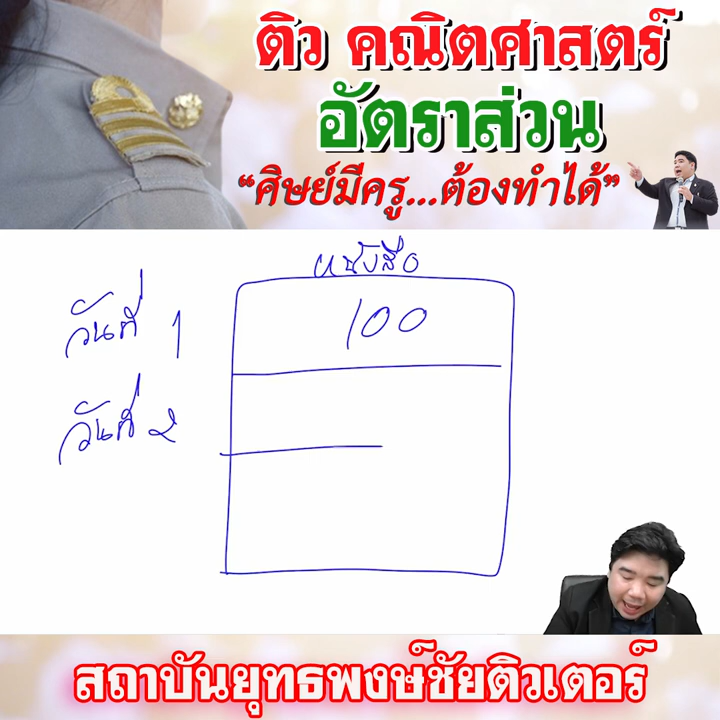 ติว คณิตศาสตร์
อัตราส่วน
“ศิษย์มีครู...ต้องทำได้”
หนังสือ
วันที่ 1 100
วันที่ 2
สถาบันยุทธพงษ์ชัยติวเตอร์